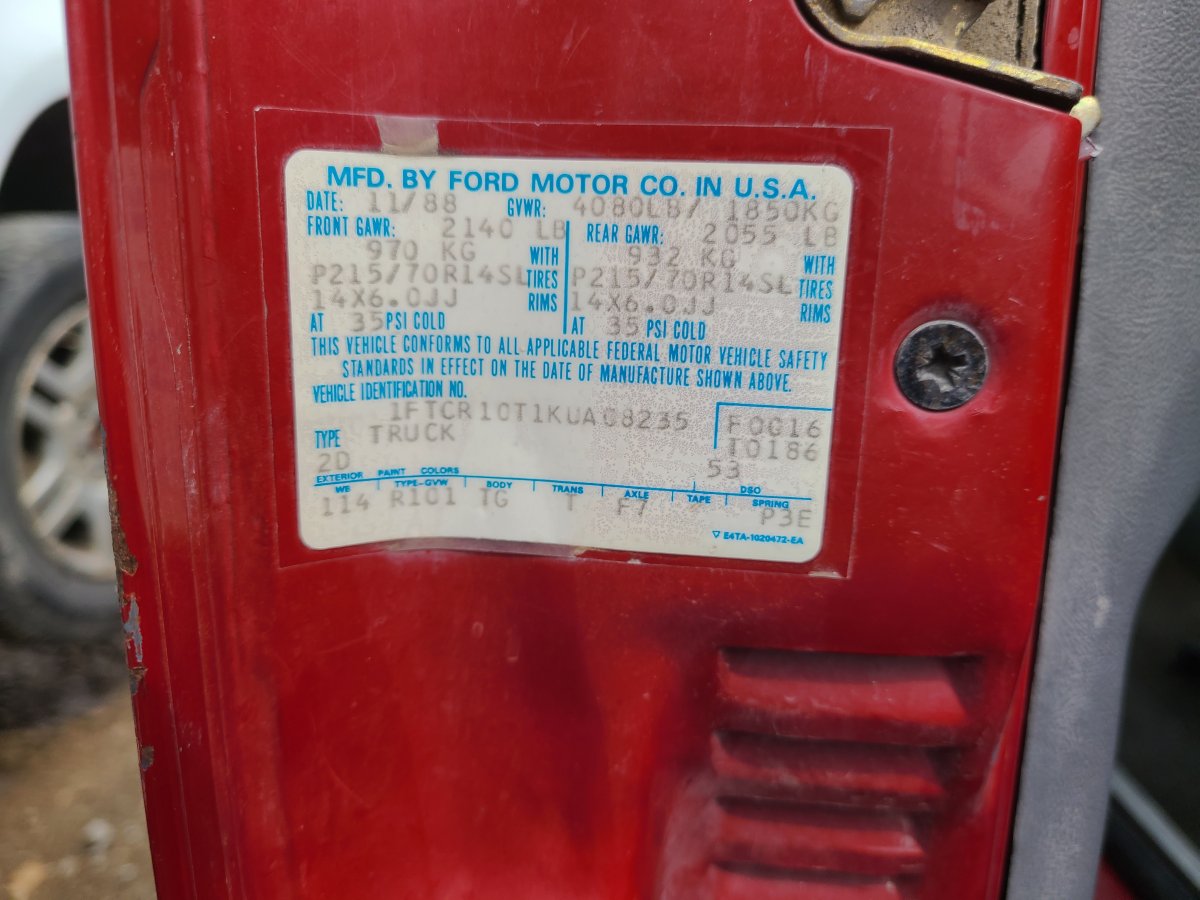 MFD. BY FORD MOTOR CO. IN U.S.A.
DATE: 11/88 GVWR: 4080LB/ 1850KG
FRONT GAWR: 2140 LB REAR GAWR: 2055 LB
970 KG WITH 932 KG WITH
P215/70R14SL TIRES P215/70R14SL TIRES
14X6.0JJ RIMS 14X6.0JJ RIMS
AT 35 PSI COLD AT 35 PSI COLD
THIS VEHICLE CONFORMS TO ALL APPLICABLE FEDERAL MOTOR VEHICLE SAFETY
STANDARDS IN EFFECT ON THE DATE OF MANUFACTURE SHOWN ABOVE.
VEHICLE IDENTIFICATION NO.
1FTCR10T1KUA08235 F0016
TYPE TRUCK T0186
2D 53
EXTERIOR PAINT COLORS DSO
WB TYPE-GVW BODY TRANS AXLE TAPE SPRING
114 R101 TG T F7 P3E
▽ E4TA-1020472-EA